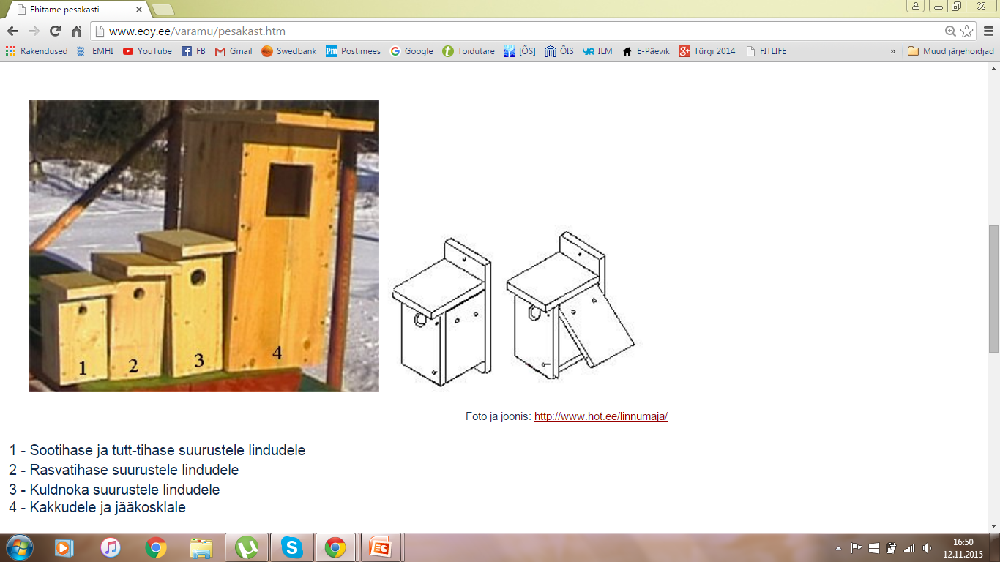 Ehitame pesakasti
www.eoy.ee/varamu/pesakast.htm
Rakendused EMHI YouTube FB Gmail Swedbank Pm Postimees Google Toidutare [ÕS] ÕIS YR ILM E-Päevik Türgi 2014 FITLIFE » Muud järjehoidjad
1 2 3 4
Foto ja joonis: http://www.hot.ee/linnumaja/
1 - Sootihase ja tutt-tihase suurustele lindudele
2 - Rasvatihase suurustele lindudele
3 - Kuldnoka suurustele lindudele
4 - Kakkudele ja jääkosklale
16:50
12.11.2015